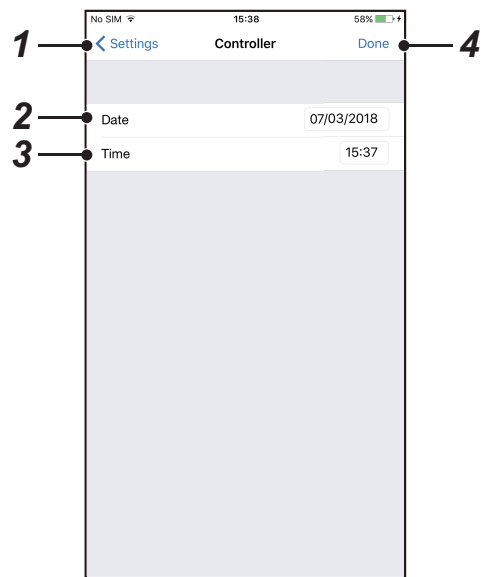 No SIM 15:38 58%
1 Settings Controller Done 4
2 Date 07/03/2018
3 Time 15:37